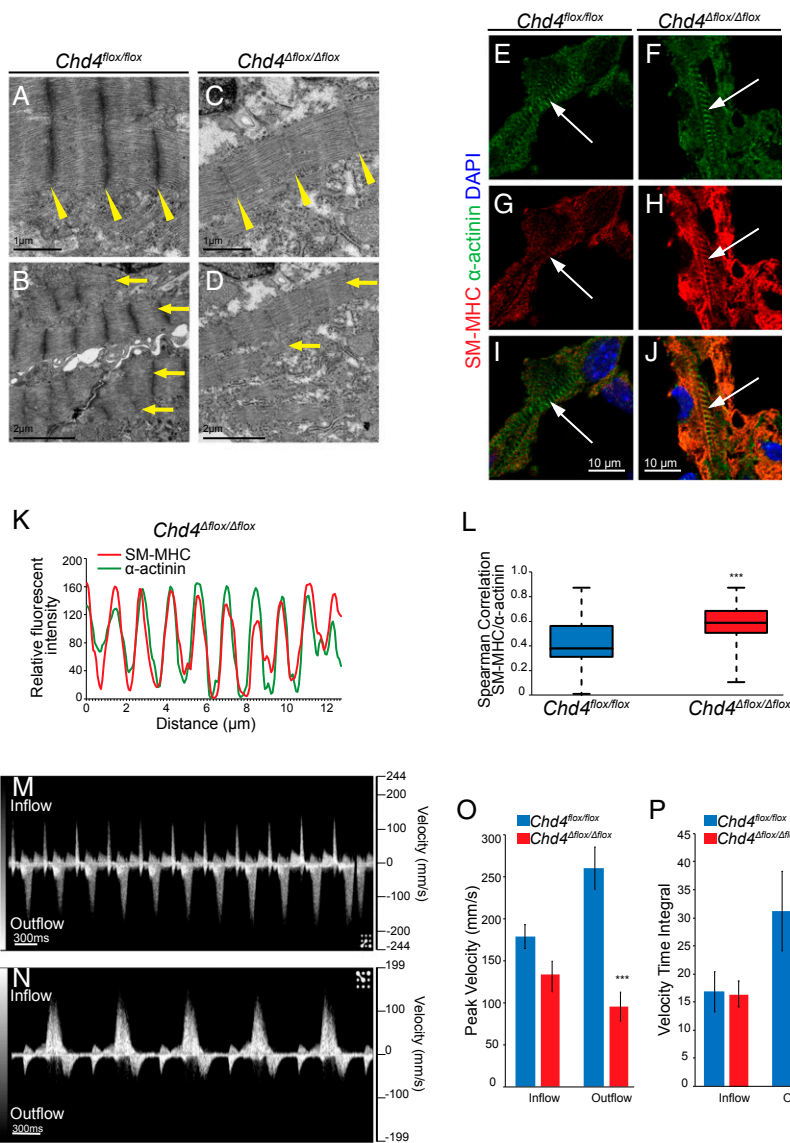 Chd4flox/flox
Chd4Δflox/Δflox
A
C
1µm
1µm
B
D
2µm
2µm
Chd4flox/flox
Chd4Δflox/Δflox
SM-MHC α-actinin DAPI
E
F
G
H
I
J
10 µm
10 µm
K
Chd4Δflox/Δflox
SM-MHC
α-actinin
Relative fluorescent
intensity
200
160
120
80
40
0
0 2 4 6 8 10 12
Distance (µm)
L
Spearman Correlation
SM-MHC/α-actinin
1.0
0.8
0.6
0.4
0.2
0
***
Chd4flox/flox
Chd4Δflox/Δflox
M
Inflow
Outflow
300ms
244
200
100
0
-100
-200
-244
Velocity (mm/s)
N
Inflow
Outflow
300ms
199
100
0
-100
-199
Velocity (mm/s)
O
Chd4flox/flox
Chd4Δflox/Δflox
Peak Velocity (mm/s)
300
250
200
150
100
50
0
***
Inflow
Outflow
P
Chd4flox/flox
Chd4Δflox/Δflo
Velocity Time Integral
45
40
35
30
25
20
15
10
5
0
Inflow
O